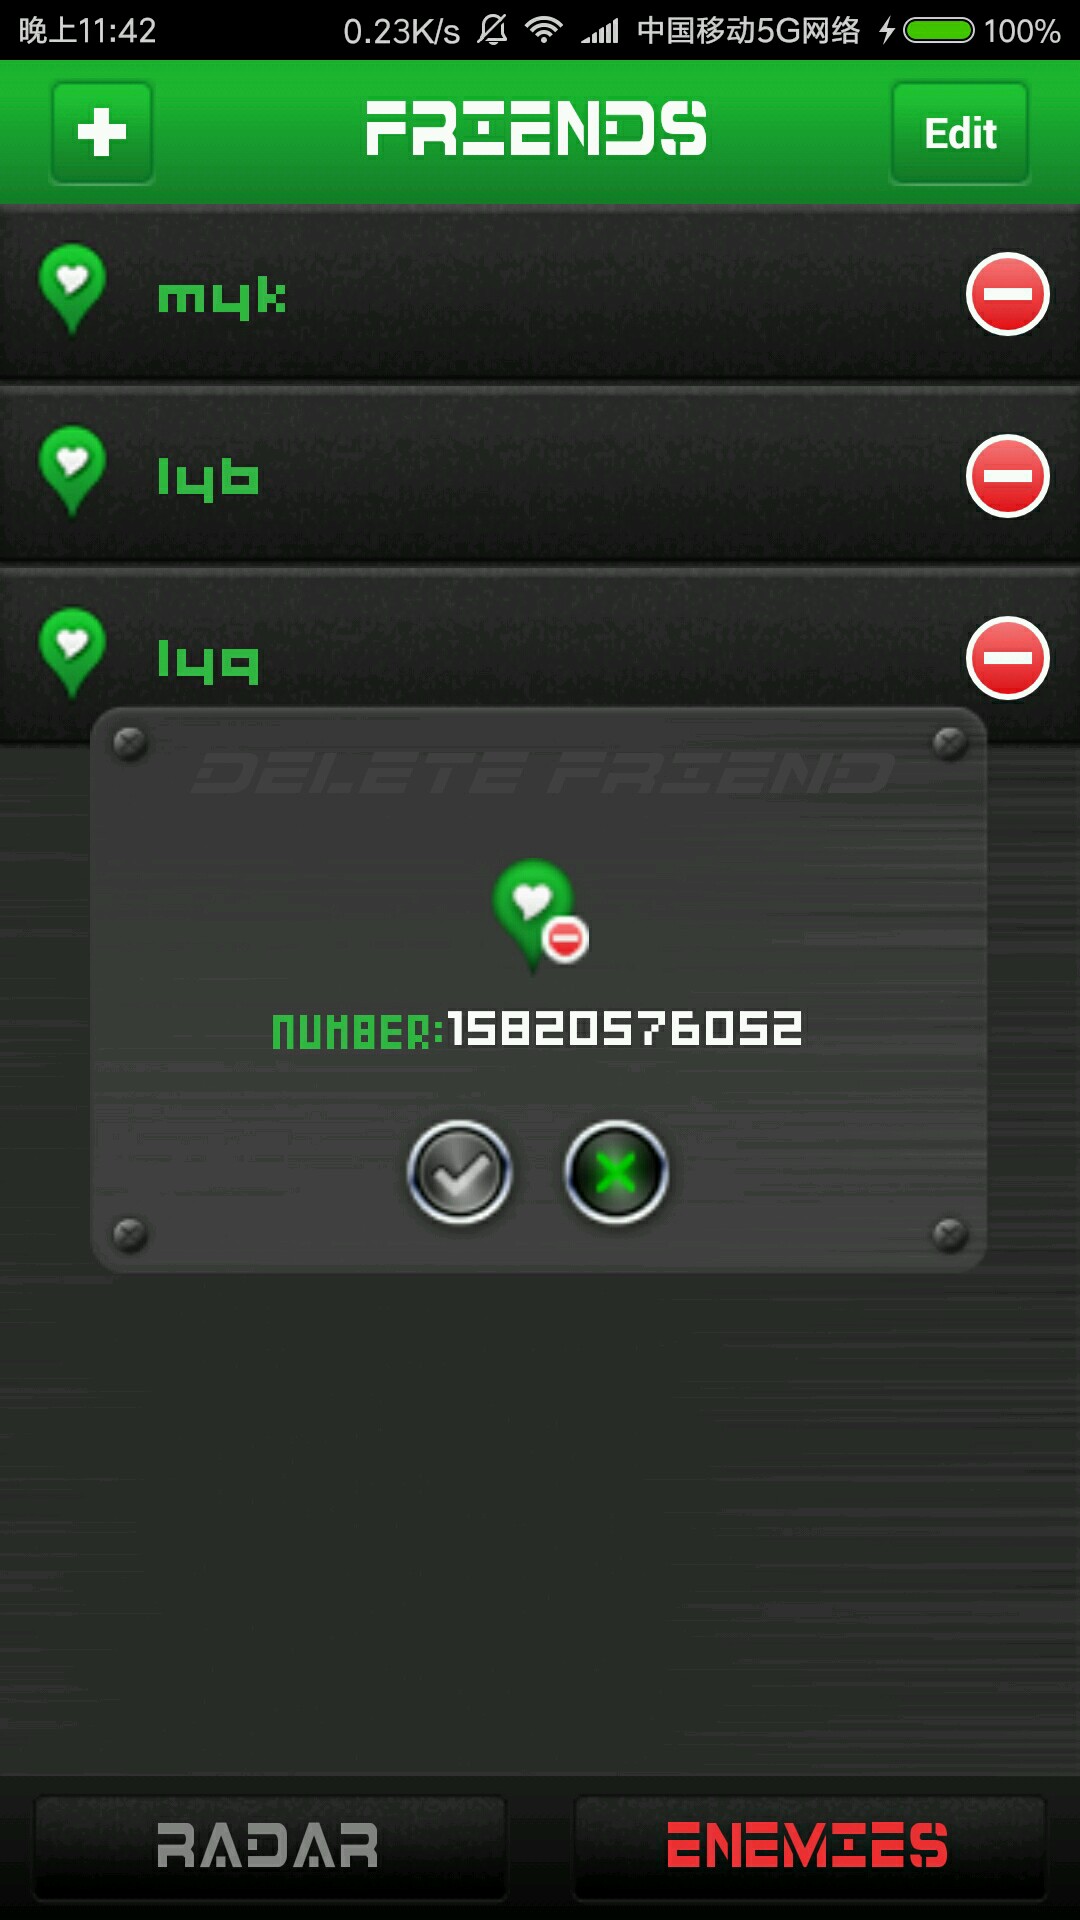 晚上11:42 0.23K/s 中国移动5G网络 100%
FRIENDS Edit
myk
lyb
lyq
DELETE FRIEND
NUMBER:15820576052
RADAR ENEMIES